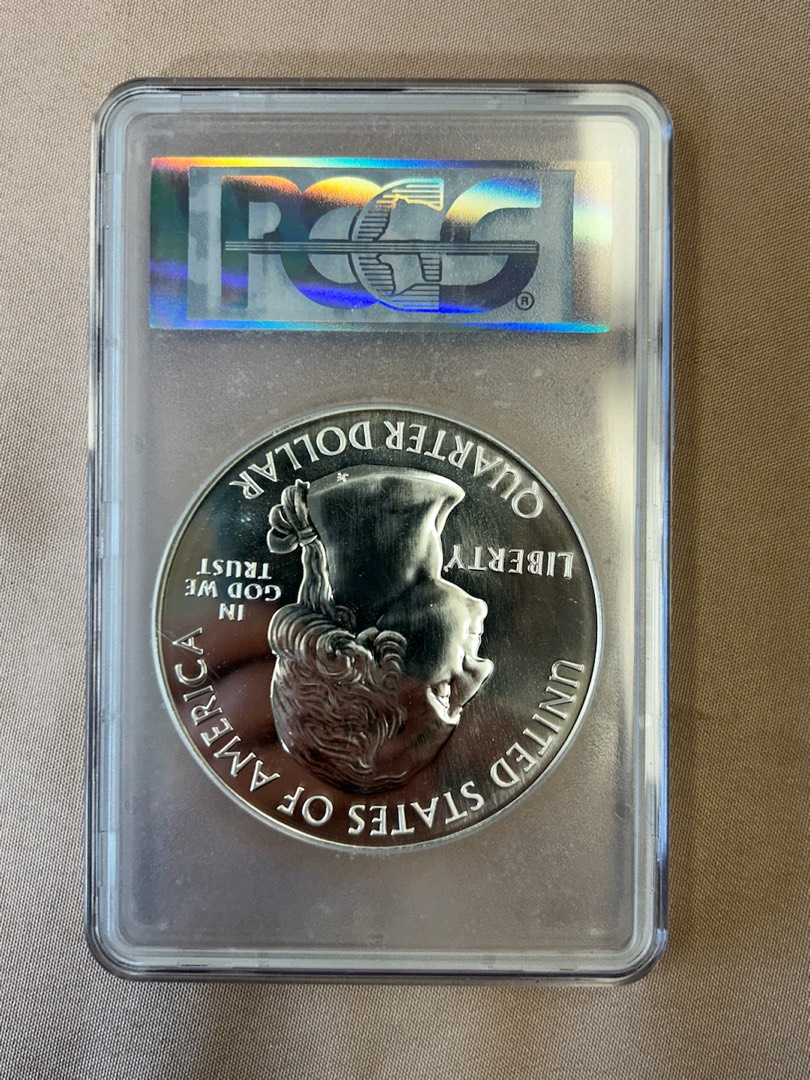 PCGS
®
UNITED STATES OF AMERICA
LIBERTY
IN
GOD WE
TRUST
QUARTER DOLLAR